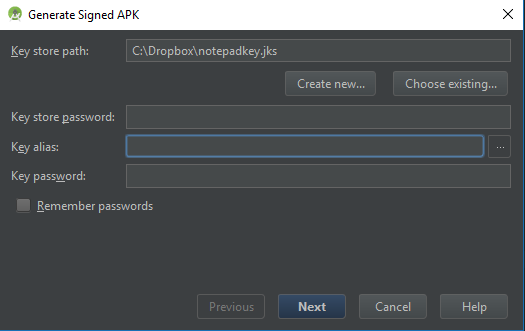 Generate Signed APK
Key store path: C:\Dropbox\notepadkey.jks
Create new... Choose existing...
Key store password:
Key alias: ...
Key password:
Remember passwords
Previous Next Cancel Help